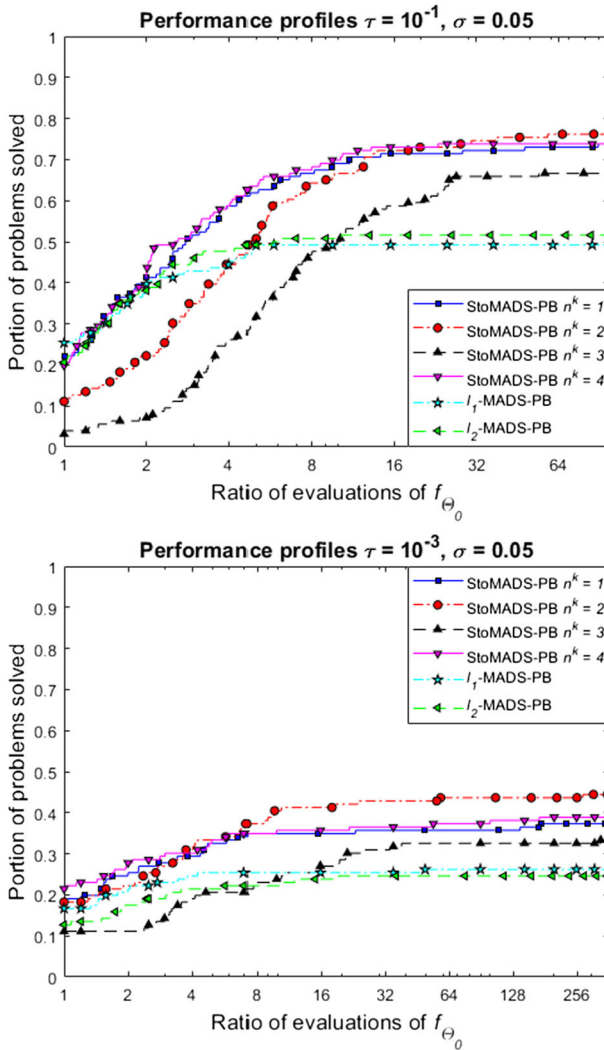 Performance profiles τ = 10⁻¹, σ = 0.05
Portion of problems solved
1
0.9
0.8
0.7
0.6
0.5
0.4
0.3
0.2
0.1
0
StoMADS-PB nᵏ = 1
StoMADS-PB nᵏ = 2
StoMADS-PB nᵏ = 3
StoMADS-PB nᵏ = 4
l₁-MADS-PB
l₂-MADS-PB
1 2 4 8 16 32 64
Ratio of evaluations of f_Θ₀
Performance profiles τ = 10⁻³, σ = 0.05
Portion of problems solved
1
0.9
0.8
0.7
0.6
0.5
0.4
0.3
0.2
0.1
0
StoMADS-PB nᵏ = 1
StoMADS-PB nᵏ = 2
StoMADS-PB nᵏ = 3
StoMADS-PB nᵏ = 4
l₁-MADS-PB
l₂-MADS-PB
1 2 4 8 16 32 64 128 256
Ratio of evaluations of f_Θ₀